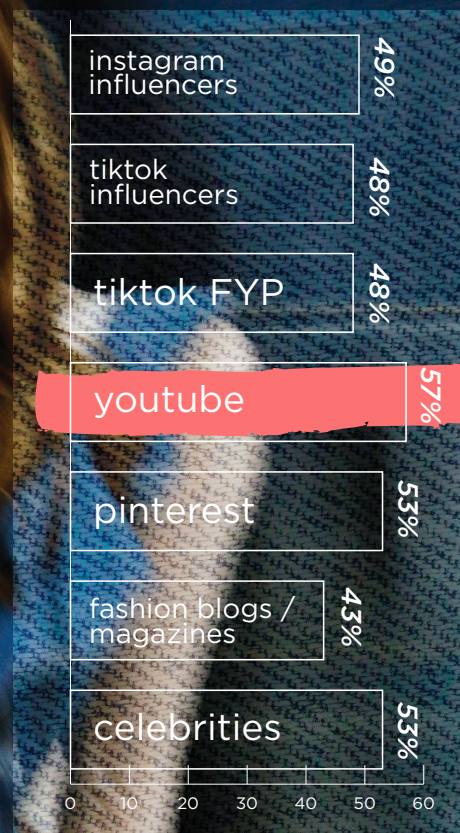 instagram
influencers
49%
tiktok
influencers
48%
tiktok FYP
48%
youtube
57%
pinterest
53%
fashion blogs /
magazines
43%
celebrities
53%
0 10 20 30 40 50 60